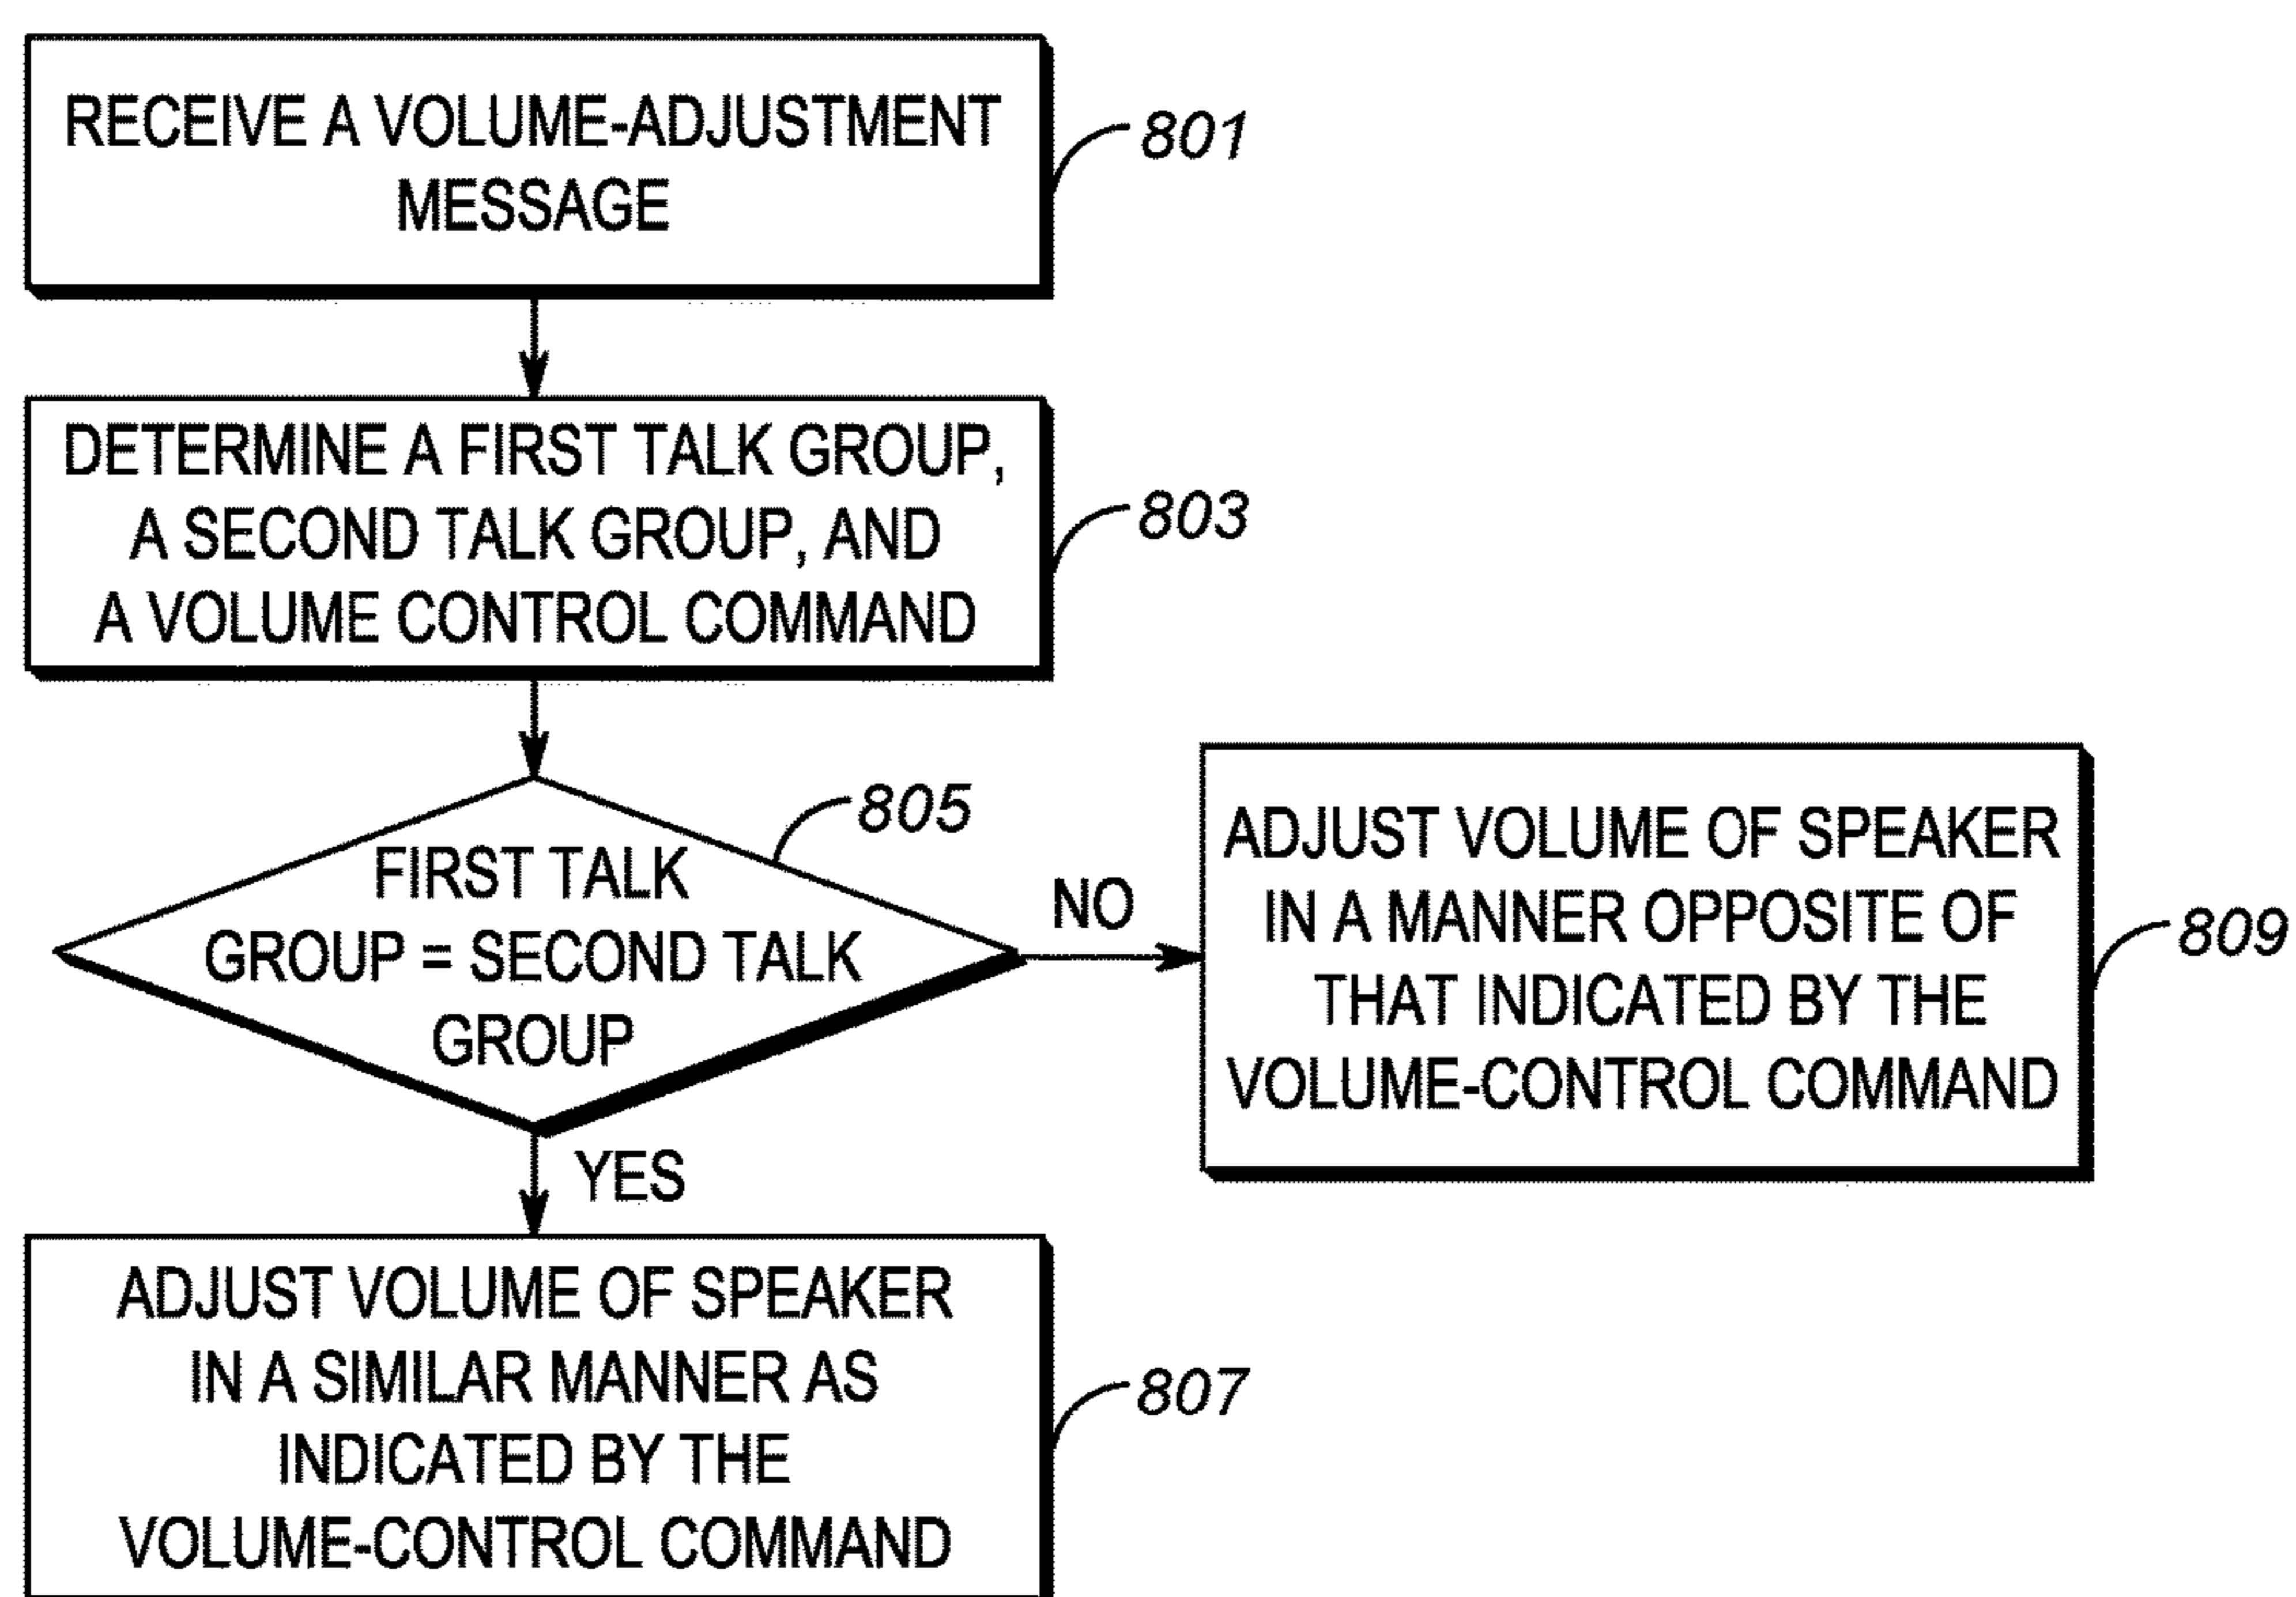 RECEIVE A VOLUME-ADJUSTMENT
MESSAGE
801
DETERMINE A FIRST TALK GROUP,
A SECOND TALK GROUP, AND
A VOLUME CONTROL COMMAND
803
FIRST TALK
GROUP = SECOND TALK
GROUP
805
NO
ADJUST VOLUME OF SPEAKER
IN A MANNER OPPOSITE OF
THAT INDICATED BY THE
VOLUME-CONTROL COMMAND
809
YES
ADJUST VOLUME OF SPEAKER
IN A SIMILAR MANNER AS
INDICATED BY THE
VOLUME-CONTROL COMMAND
807